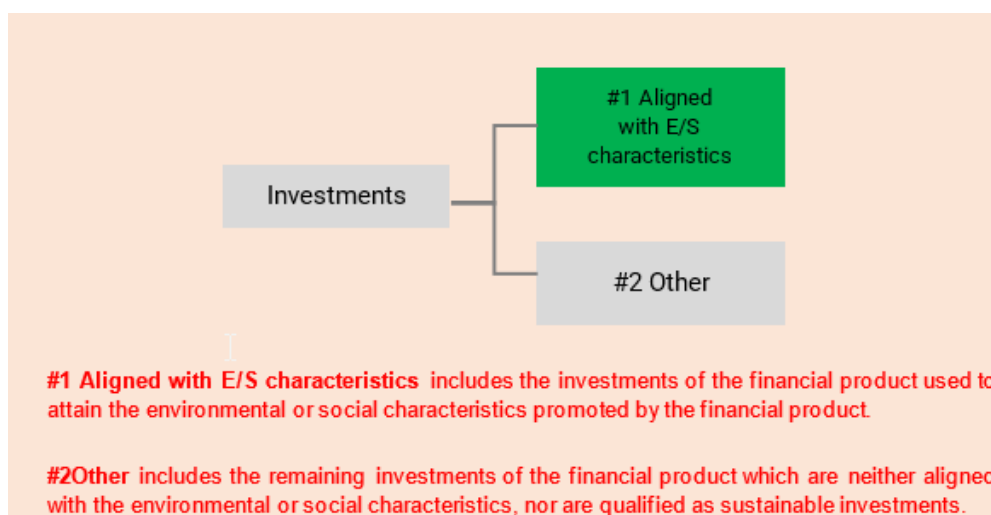 #1 Aligned
with E/S
characteristics
Investments
#2 Other
#1 Aligned with E/S characteristics includes the investments of the financial product used to
attain the environmental or social characteristics promoted by the financial product.
#2Other includes the remaining investments of the financial product which are neither aligned
with the environmental or social characteristics, nor are qualified as sustainable investments.